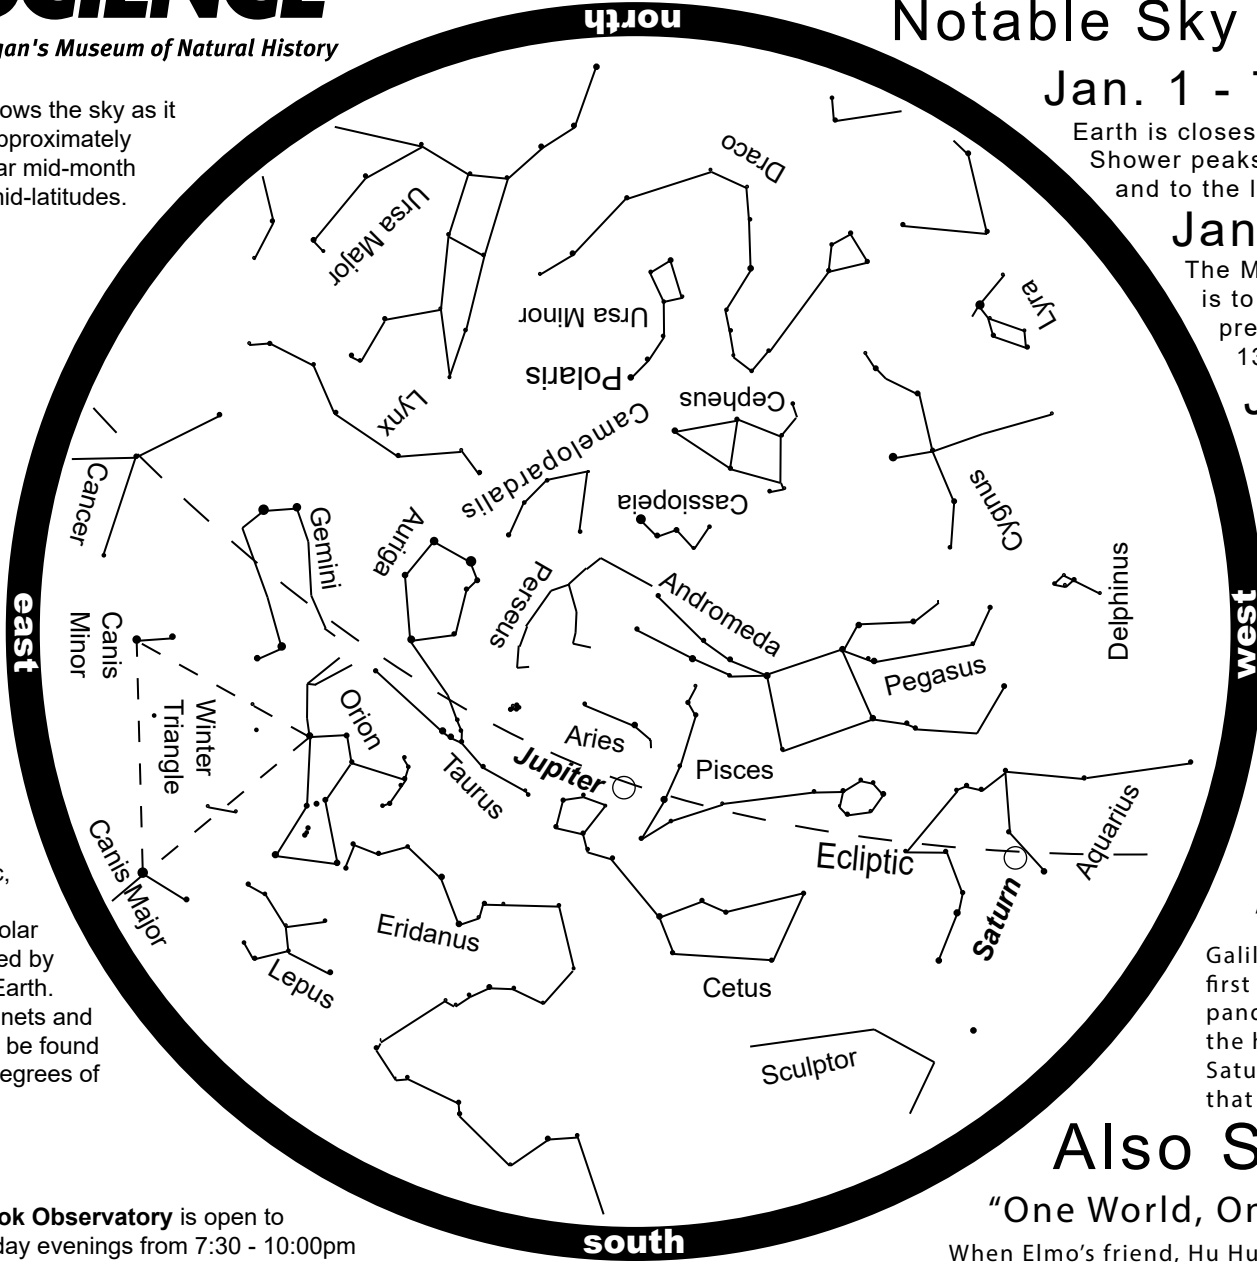 SCIENCE
gan's Museum of Natural History
ows the sky as it
pproximately
ar mid-month
nid-latitudes.
north
Notable Sky
Jan. 1 -
Earth is closes
Shower peaks
and to the l
Jan
The M
is to
pre
13
J
Draco
Ursa Major
Ursa Minor
Polaris
Lyra
Lynx
Camelopardalis
Cepheus
Cassiopeia
Cygnus
Cancer
Gemini
Auriga
Perseus
Andromeda
Delphinus
east
west
Canis
Minor
Pegasus
Winter
Triangle
Orion
Taurus
Aries
Jupiter
Pisces
Aquarius
Ecliptic
Saturn
Canis Major
Lepus
Eridanus
Cetus
Sculptor
c,
olar
ed by
Earth.
nets and
be found
egrees of
Galil
first
pand
the h
Satu
that
south
Also S
“One World, On
When Elmo’s friend, Hu Hu
ok Observatory is open to
day evenings from 7:30 - 10:00pm